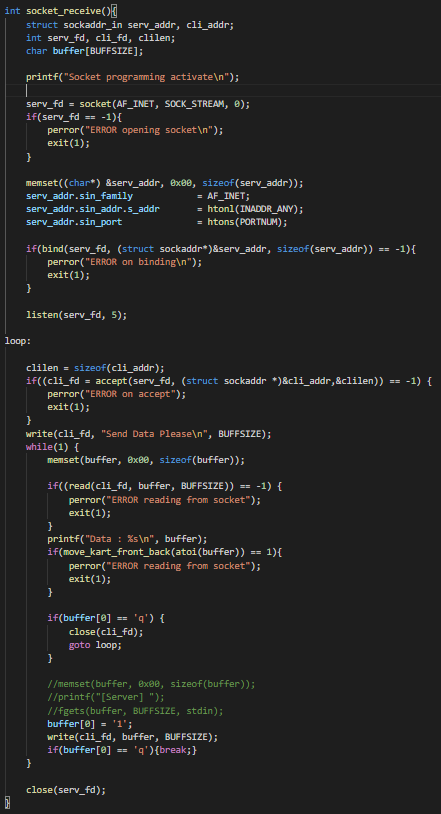 int socket_receive(){
    struct sockaddr_in serv_addr, cli_addr;
    int serv_fd, cli_fd, clilen;
    char buffer[BUFFSIZE];

    printf("Socket programming activate\n");

    serv_fd = socket(AF_INET, SOCK_STREAM, 0);
    if(serv_fd == -1){
        perror("ERROR opening socket\n");
        exit(1);
    }

    memset((char*) &serv_addr, 0x00, sizeof(serv_addr));
    serv_addr.sin_family            = AF_INET;
    serv_addr.sin_addr.s_addr       = htonl(INADDR_ANY);
    serv_addr.sin_port              = htons(PORTNUM);

    if(bind(serv_fd, (struct sockaddr*)&serv_addr, sizeof(serv_addr)) == -1){
        perror("ERROR on binding\n");
        exit(1);
    }

    listen(serv_fd, 5);

loop:

    clilen = sizeof(cli_addr);
    if((cli_fd = accept(serv_fd, (struct sockaddr *)&cli_addr,&clilen)) == -1) {
        perror("ERROR on accept");
        exit(1);
    }
    write(cli_fd, "Send Data Please\n", BUFFSIZE);
    while(1) {
        memset(buffer, 0x00, sizeof(buffer));

        if((read(cli_fd, buffer, BUFFSIZE)) == -1) {
            perror("ERROR reading from socket");
            exit(1);
        }
        printf("Data : %s\n", buffer);
        if(move_kart_front_back(atoi(buffer)) == 1){
            perror("ERROR reading from socket");
            exit(1);
        }

        if(buffer[0] == 'q') {
            close(cli_fd);
            goto loop;
        }

        //memset(buffer, 0x00, sizeof(buffer));
        //printf("[Server] ");
        //fgets(buffer, BUFFSIZE, stdin);
        buffer[0] = '1';
        write(cli_fd, buffer, BUFFSIZE);
        if(buffer[0] == 'q'){break;}
    }

    close(serv_fd);
}